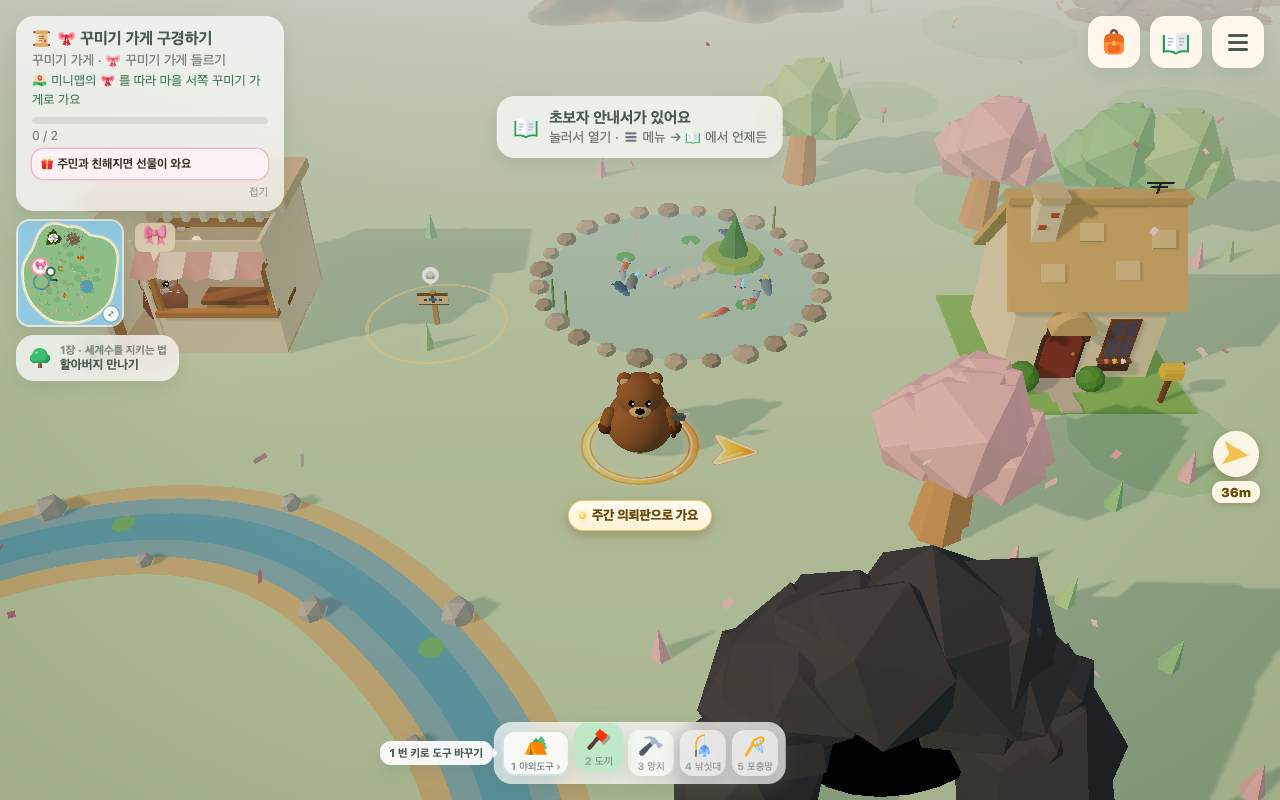 꾸미기 가게 구경하기
꾸미기 가게 · 꾸미기 가게 들르기
미니맵의 를 따라 마을 서쪽 꾸미기 가
게로 가요
0 / 2
주민과 친해지면 선물이 와요
접기
초보자 안내서가 있어요
눌러서 열기 · 메뉴 → 에서 언제든
1장 · 세계수를 지키는 법
할아버지 만나기
36m
주간 의뢰판으로 가요
1 번 키로 도구 바꾸기
1 야외도구 ›
2 도끼
3 망치
4 낚싯대
5 포충망